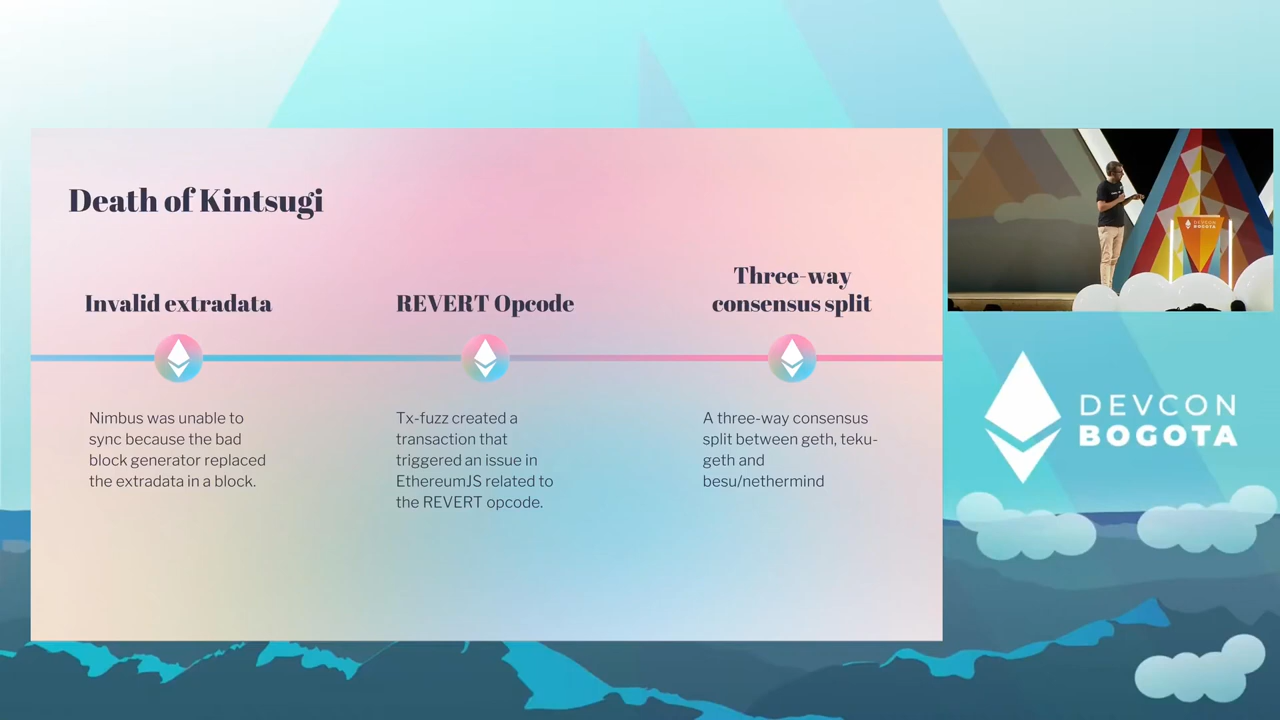 Death of Kintsugi
Invalid extradata
Nimbus was unable to
sync because the bad
block generator replaced
the extradata in a block.
REVERT Opcode
Tx-fuzz created a
transaction that
triggered an issue in
EthereumJS related to
the REVERT opcode.
Three-way
consensus split
A three-way consensus
split between geth, teku-
geth and
besu/nethermind
DEVCON
BOGOTA
DEVCON
BOGOTA